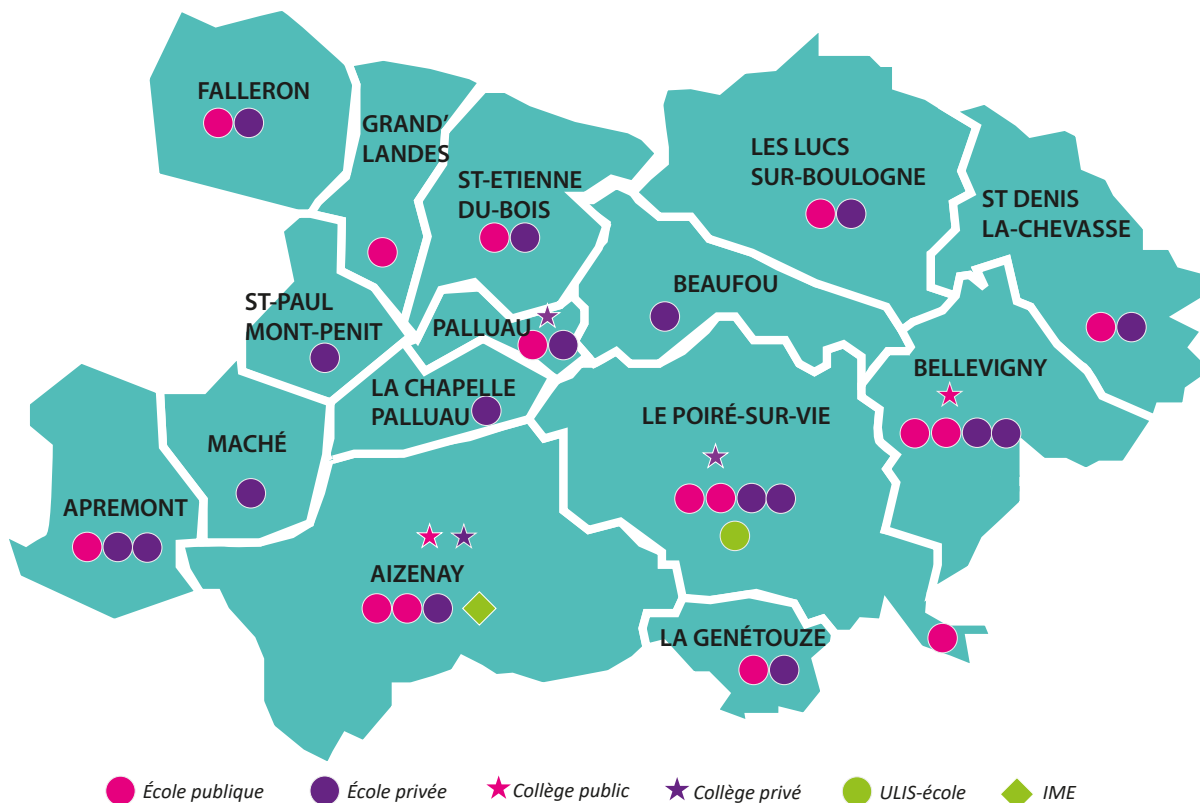 FALLERON
GRAND'
LANDES
ST-ETIENNE
DU-BOIS
LES LUCS
SUR-BOULOGNE
ST DENIS
LA-CHEVASSE
ST-PAUL
MONT-PENIT
PALLUAU
BEAUFOU
BELLEVIGNY
LA CHAPELLE
PALLUAU
LE POIRÉ-SUR-VIE
MACHÉ
APREMONT
AIZENAY
LA GENÉTOUZE
École publique
École privée
Collège public
Collège privé
ULIS-école
IME